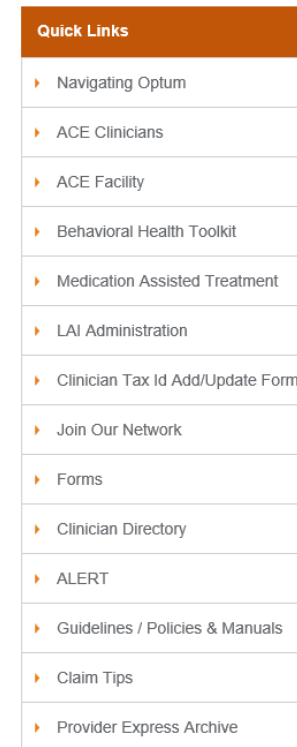 Quick Links
Navigating Optum
ACE Clinicians
ACE Facility
Behavioral Health Toolkit
Medication Assisted Treatment
LAI Administration
Clinician Tax Id Add/Update Form
Join Our Network
Forms
Clinician Directory
ALERT
Guidelines / Policies & Manuals
Claim Tips
Provider Express Archive